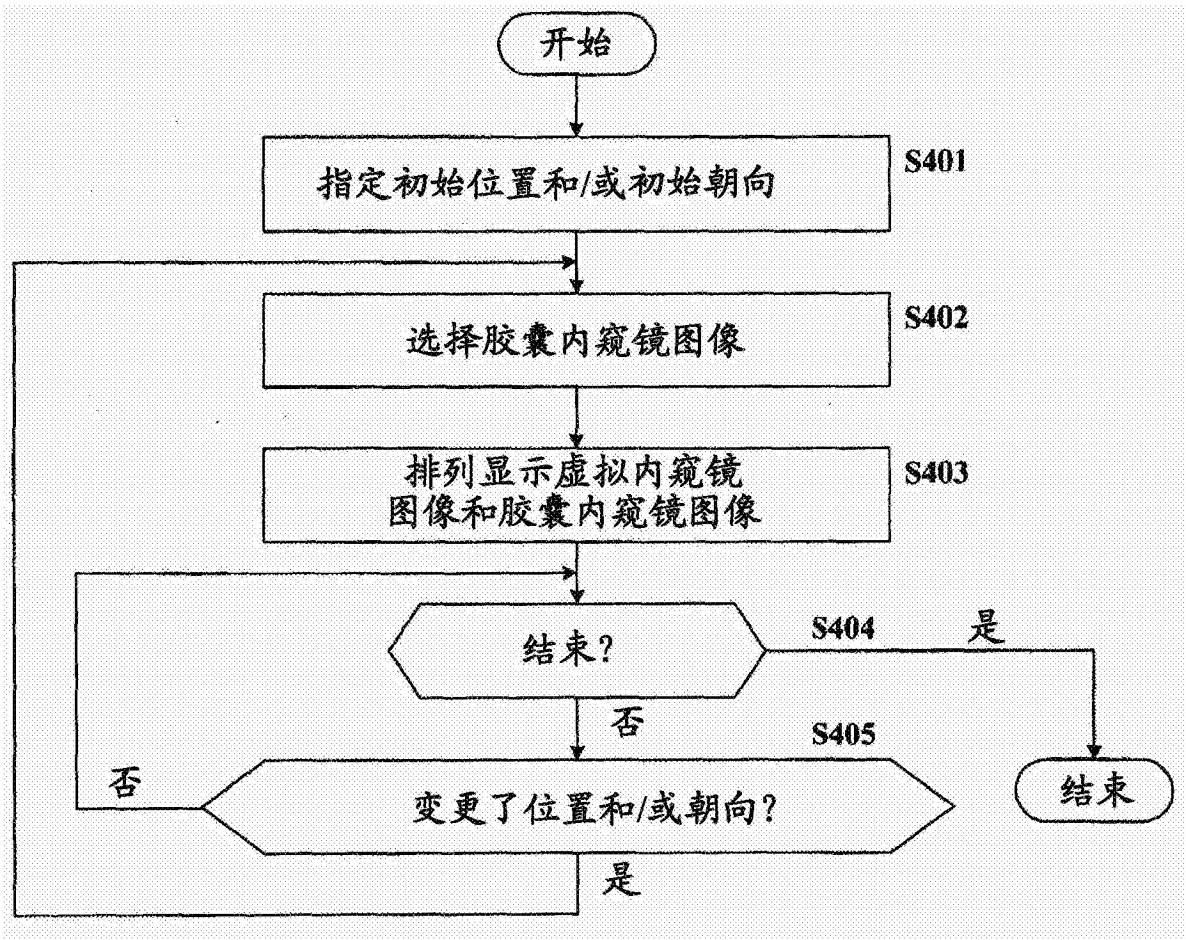 开始
S401
指定初始位置和/或初始朝向
S402
选择胶囊内窥镜图像
S403
排列显示虚拟内窥镜
图像和胶囊内窥镜图像
S404
是
结束?
否
S405
否
变更了位置和/或朝向?
结束
是